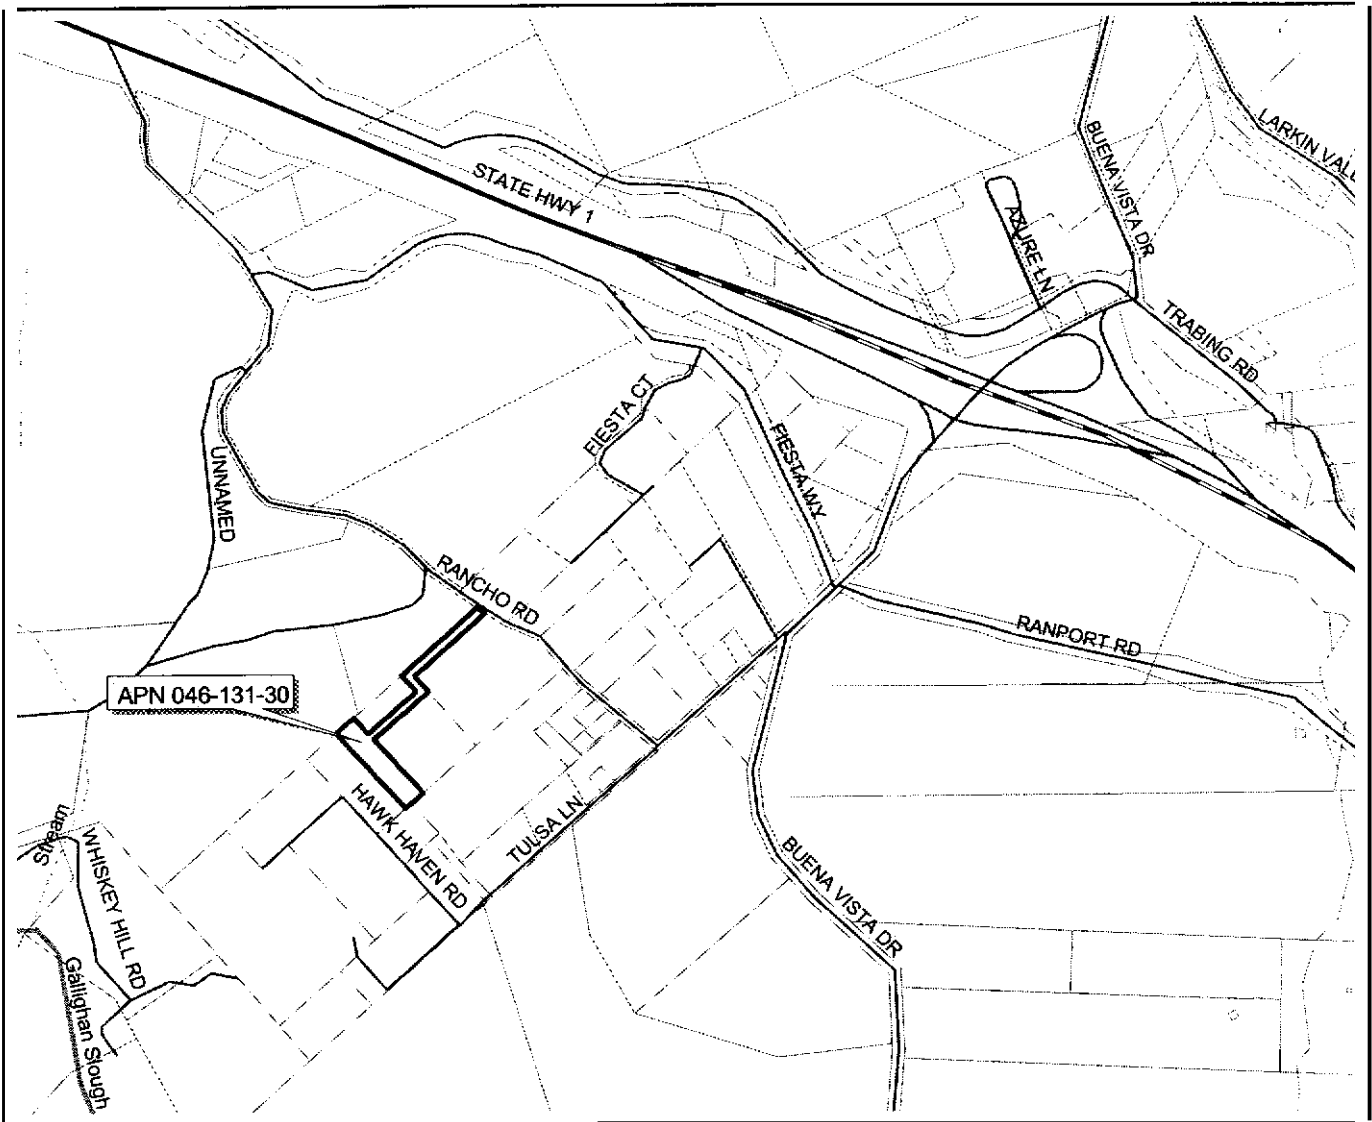 LARKIN VALL
BUENA VISTA DR
STATE HWY 1
AZURE LN
TRABING RD
FIESTA CT
FIESTA WY
UNNAMED
RANCHO RD
RANPORT RD
APN 046-131-30
HAWK HAVEN RD
TULSA LN
Stream
WHISKEY HILL RD
BUENA VISTA DR
Gallighan Slough